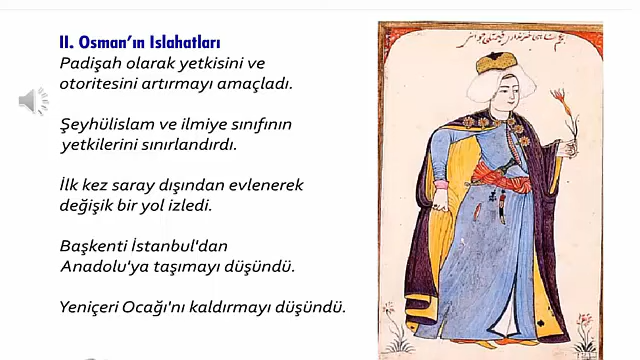 II. Osman’ın Islahatları
Padişah olarak yetkisini ve
otoritesini artırmayı amaçladı.
Şeyhülislam ve ilmiye sınıfının
yetkilerini sınırlandırdı.
İlk kez saray dışından evlenerek
değişik bir yol izledi.
Başkenti İstanbul'dan
Anadolu'ya taşımayı düşündü.
Yeniçeri Ocağı'nı kaldırmayı düşündü.